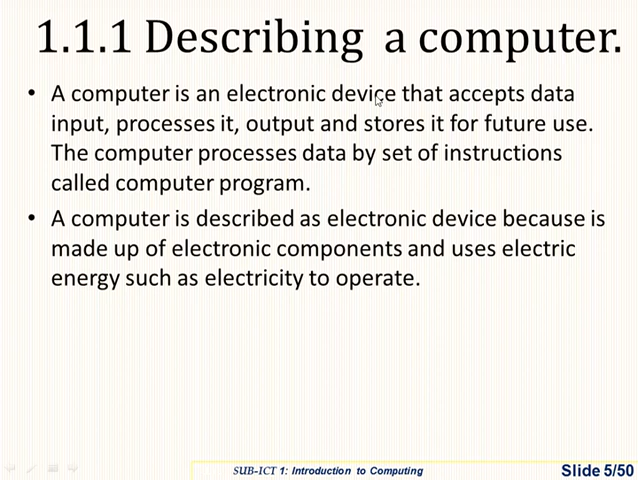 1.1.1 Describing a computer.
• A computer is an electronic device that accepts data
input, processes it, output and stores it for future use.
The computer processes data by set of instructions
called computer program.
• A computer is described as electronic device because is
made up of electronic components and uses electric
energy such as electricity to operate.
SUB-ICT 1: Introduction to Computing
Slide 5/50